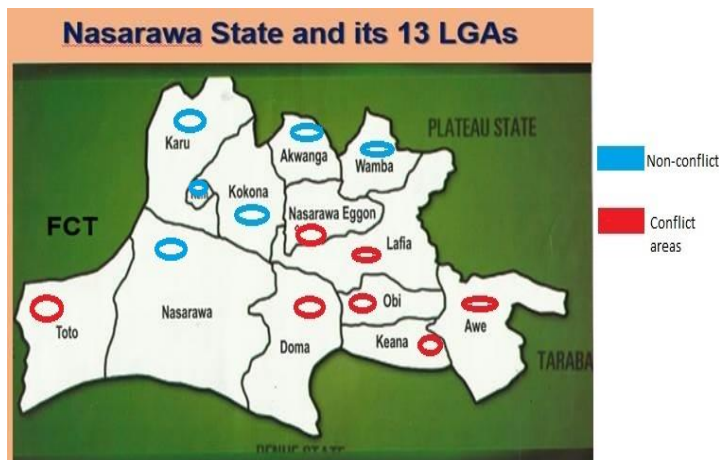 Nasarawa State and its 13 LGAs
PLATEAU STATE
Karu
Akwanga
Wamba
Kokona
Nasarawa Eggon
FCT
Lafia
Nasarawa
Toto
Doma
Obi
Keana
Awe
TARABA
Non-conflict
Conflict
areas